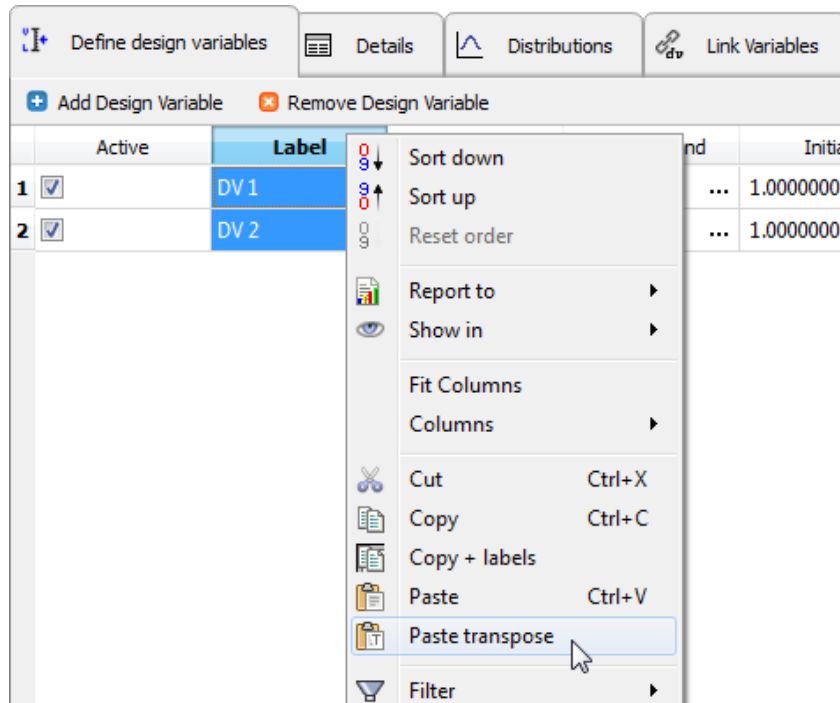 Define design variables Details Distributions Link Variables
Add Design Variable Remove Design Variable
Active Label nd Initia
1 DV 1 ... 1.0000000
2 DV 2 ... 1.0000000
Sort down
Sort up
Reset order
Report to
Show in
Fit Columns
Columns
Cut Ctrl+X
Copy Ctrl+C
Copy + labels
Paste Ctrl+V
Paste transpose
Filter